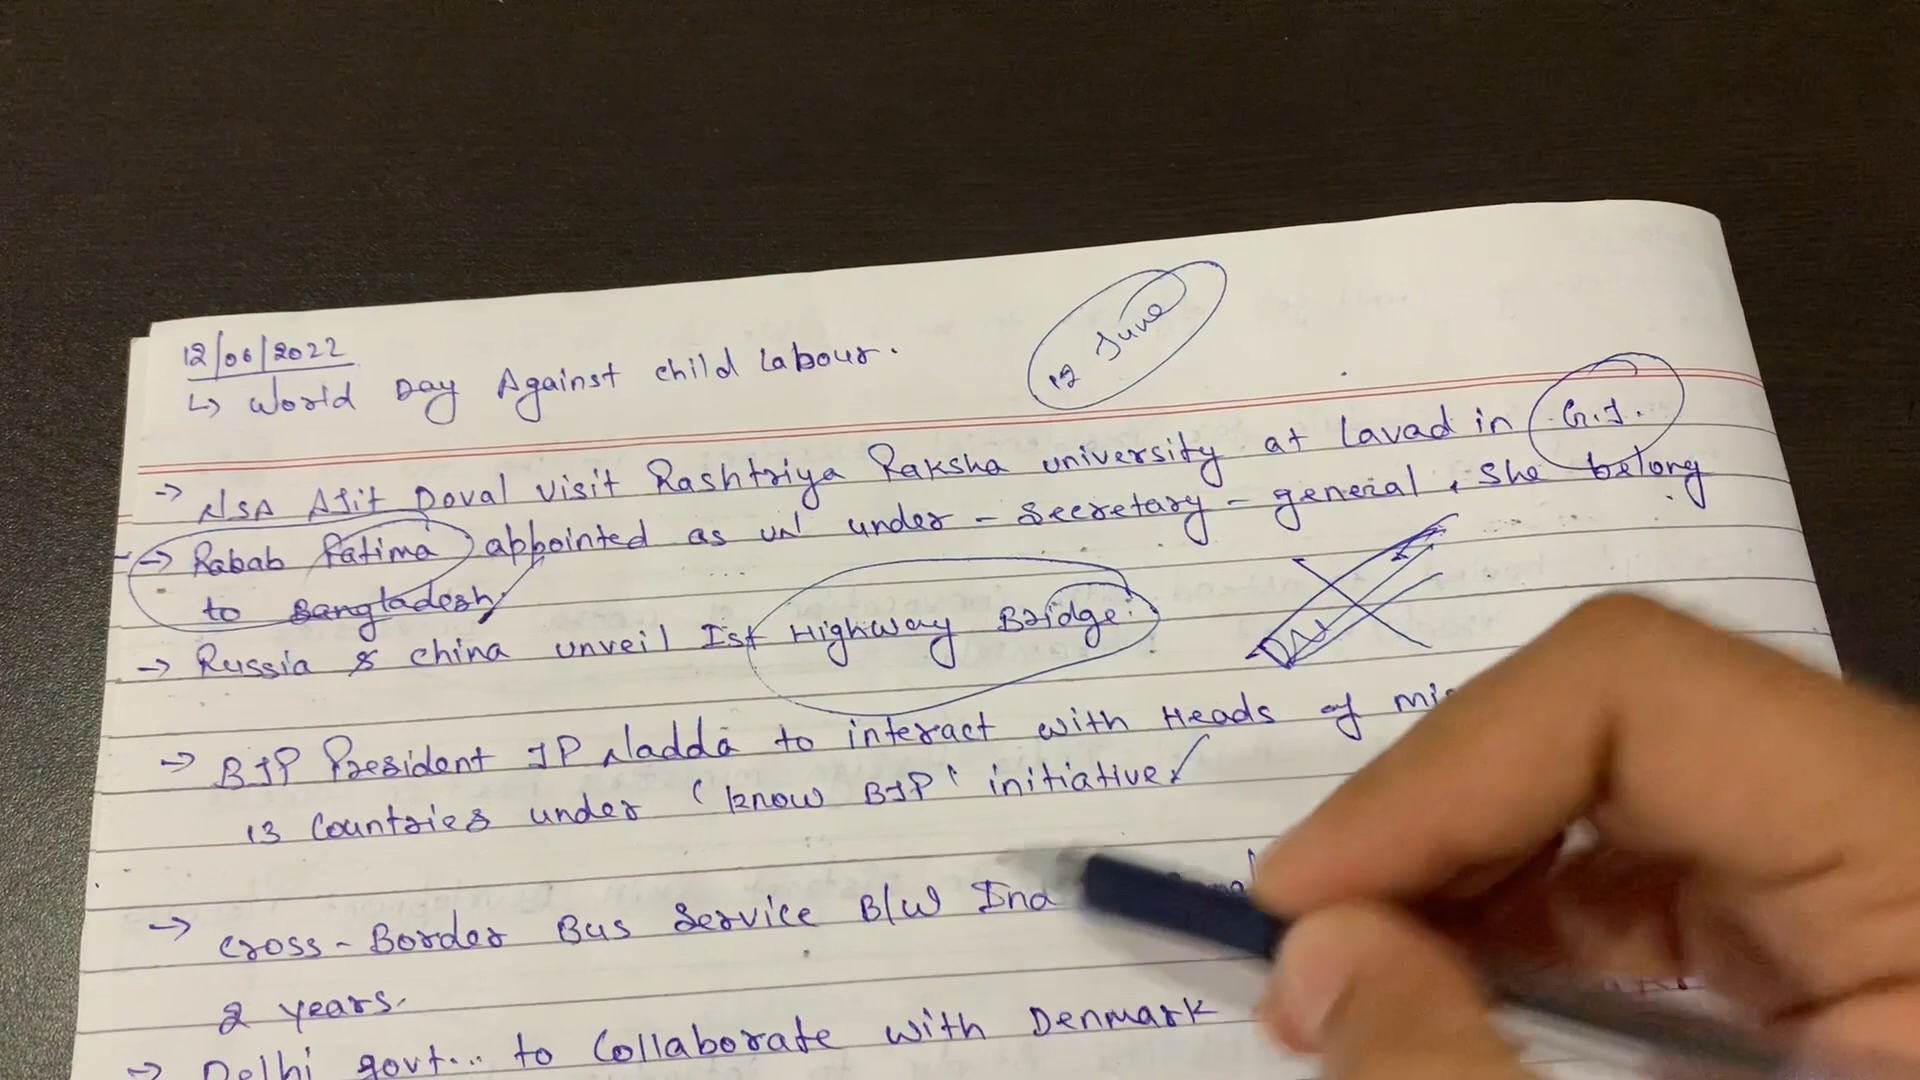 12/06/2022
12 June
↳ World Day Against child labour.
→ NSA Ajit Doval visit Rashtriya Raksha university at Lavad in G.J.
→ Rabab Fatima appointed as UN under - secretary - general, she belong
to Bangladesh.
→ Russia & china unveil Ist Highway Bridge.
→ BJP President JP Nadda to interact with Heads of
13 Countries under 'know BJP' initiative
→ Cross - Border Bus Service B/W
2 years.
→ Delhi govt... to Collaborate with Denmark